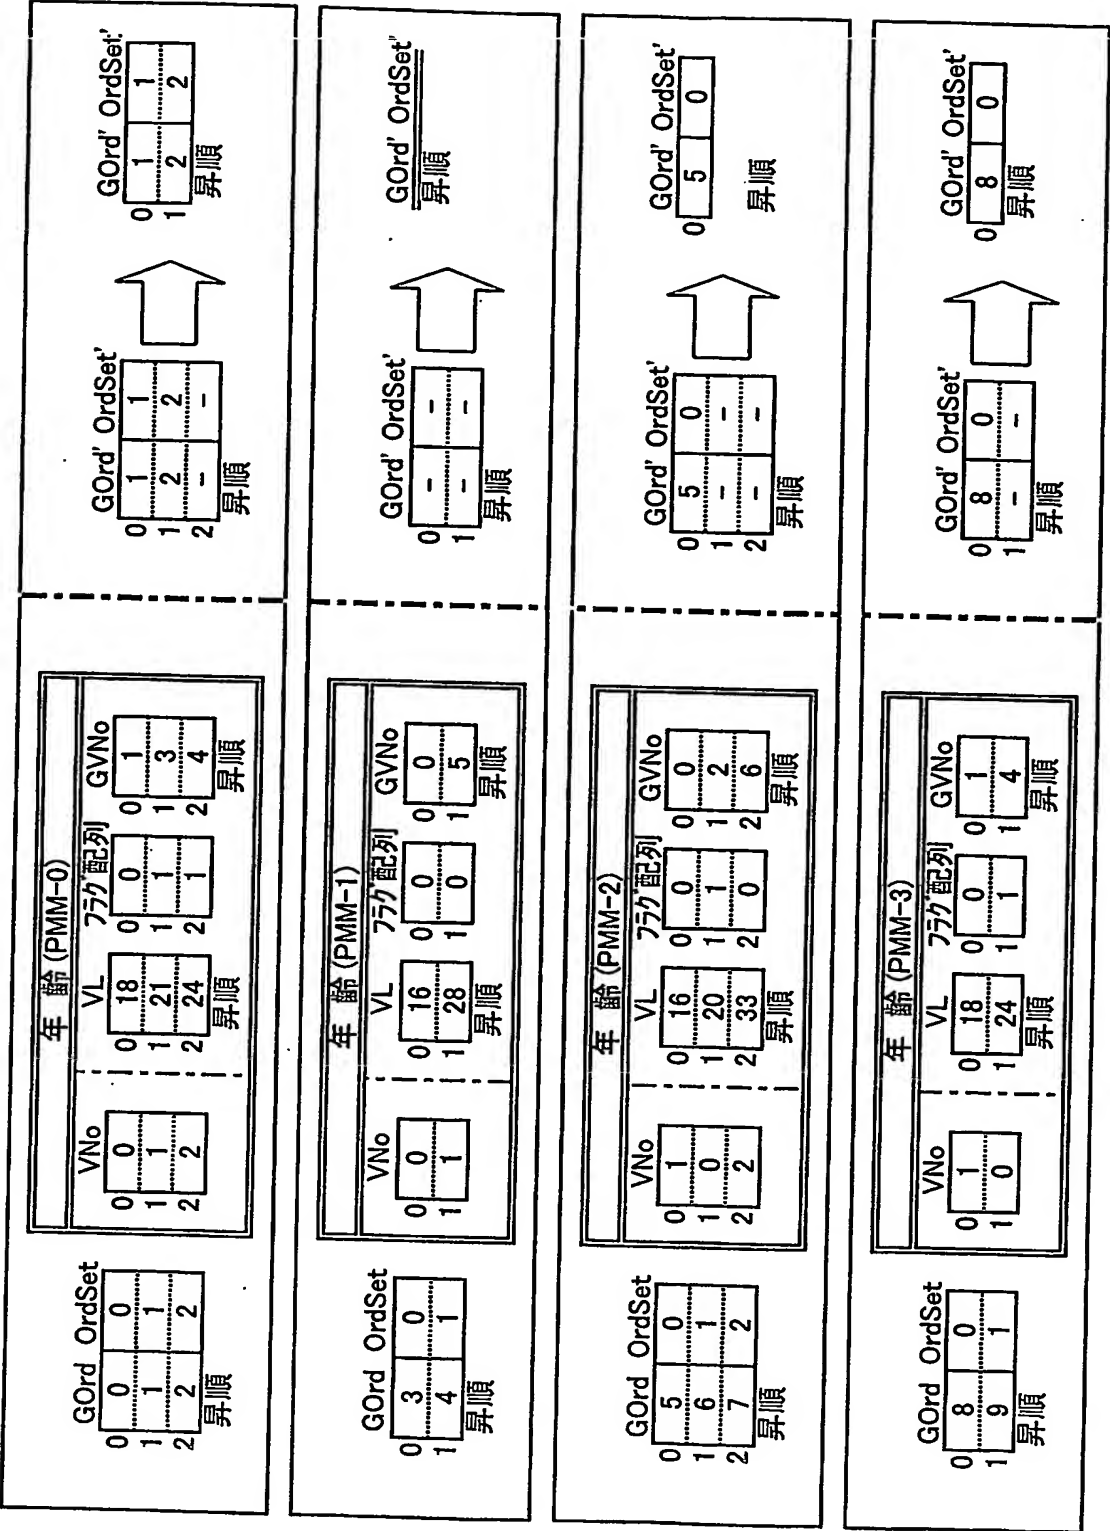 年 齢 (PMM-0)
GOrd OrdSet VNo VL フラグ配列 GVNo GOrd' OrdSet' GOrd' OrdSet'
0 0 0 0 0 0 18 0 0 0 1 0 1 1 0 1 1
1 1 1 1 1 1 21 1 1 1 3 1 2 2 1 2 2
2 2 2 2 2 2 24 2 1 2 4 2 - -
昇順 昇順 昇順 昇順 昇順
年 齢 (PMM-1)
GOrd OrdSet VNo VL フラグ配列 GVNo GOrd' OrdSet' GOrd' OrdSet'
0 3 0 0 0 0 16 0 0 0 0 0 - -
1 4 1 1 1 1 28 1 0 1 5 1 - -
昇順 昇順 昇順 昇順 昇順
年 齢 (PMM-2)
GOrd OrdSet VNo VL フラグ配列 GVNo GOrd' OrdSet' GOrd' OrdSet'
0 5 0 0 1 0 16 0 0 0 0 0 5 0 0 5 0
1 6 1 1 0 1 20 1 1 1 2 1 - -
2 7 2 2 2 2 33 2 0 2 6 2 - -
昇順 昇順 昇順 昇順 昇順
年 齢 (PMM-3)
GOrd OrdSet VNo VL フラグ配列 GVNo GOrd' OrdSet' GOrd' OrdSet'
0 8 0 0 1 0 18 0 0 0 1 0 8 0 0 8 0
1 9 1 1 0 1 24 1 1 1 4 1 - -
昇順 昇順 昇順 昇順 昇順